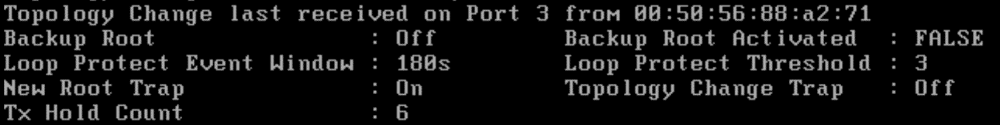 Topology Change last received on Port 3 from 00:50:56:88:a2:71
Backup Root : Off Backup Root Activated : FALSE
Loop Protect Event Window : 180s Loop Protect Threshold : 3
New Root Trap : On Topology Change Trap : Off
Tx Hold Count : 6